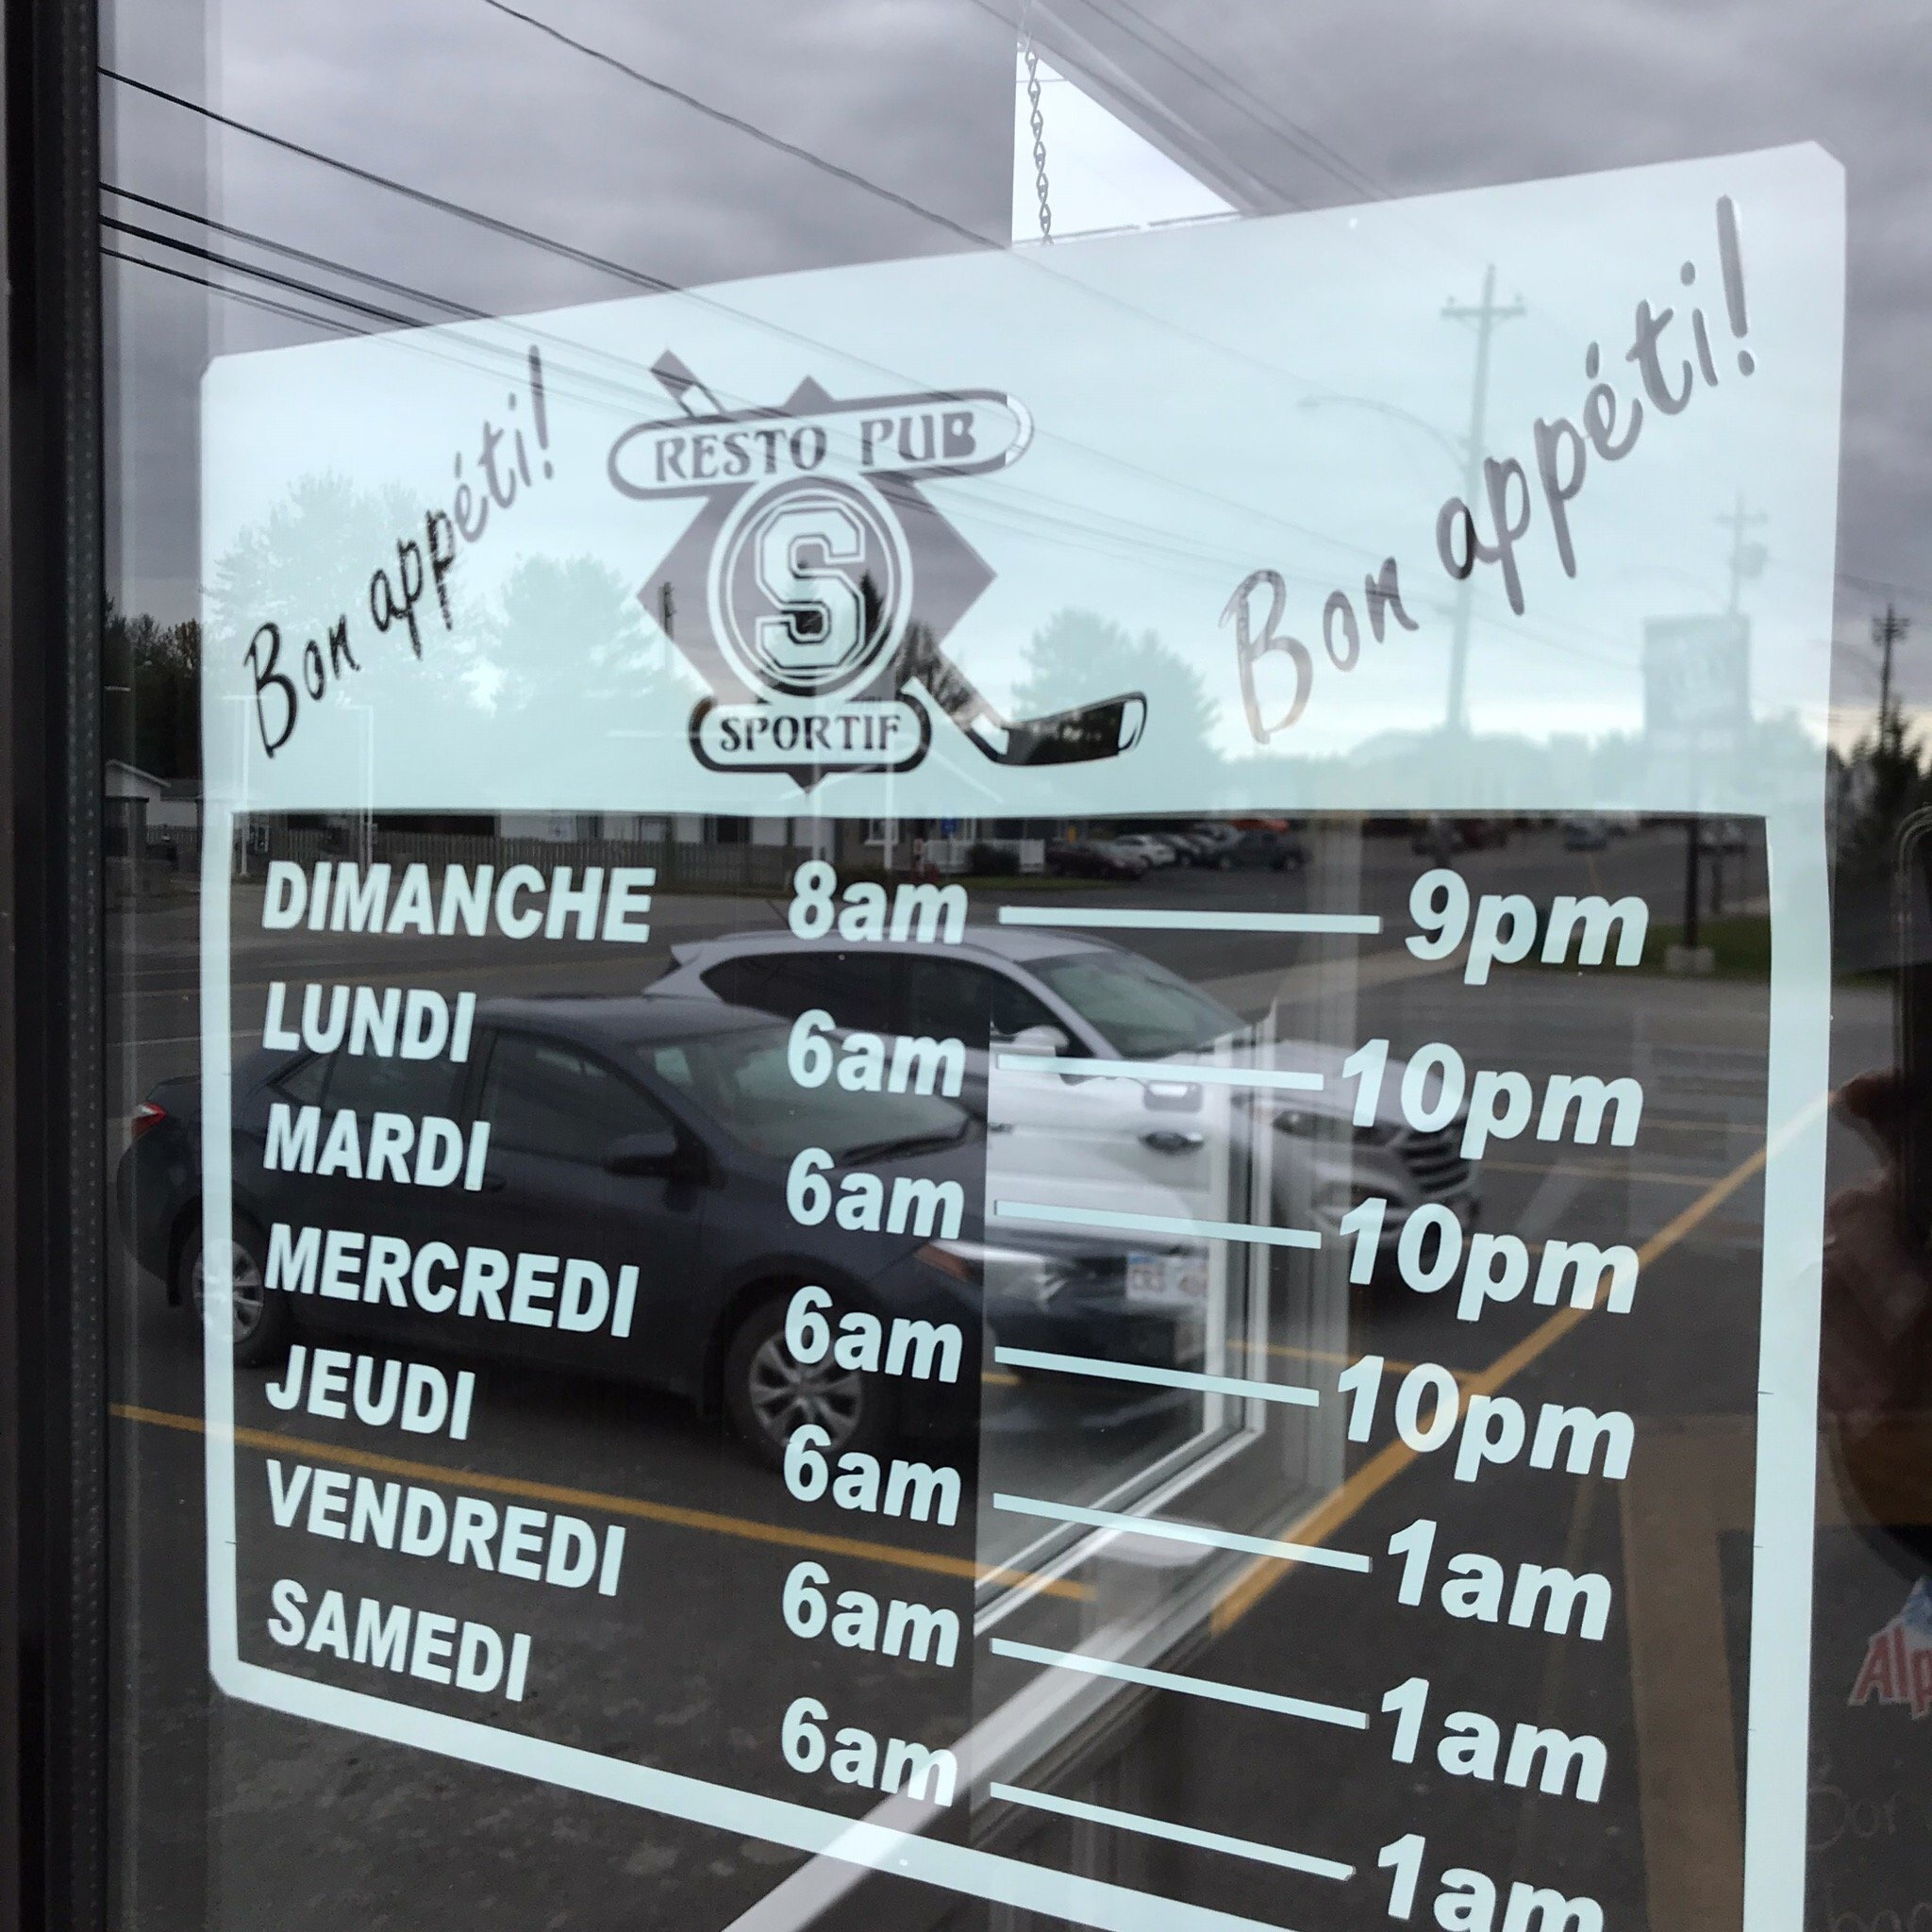 Bon appéti!
RESTO PUB
S
SPORTIF
Bon appéti!
DIMANCHE 8am 9pm
LUNDI 6am 10pm
MARDI 6am 10pm
MERCREDI 6am 10pm
JEUDI 6am 1am
VENDREDI 6am 1am
SAMEDI 6am 1am